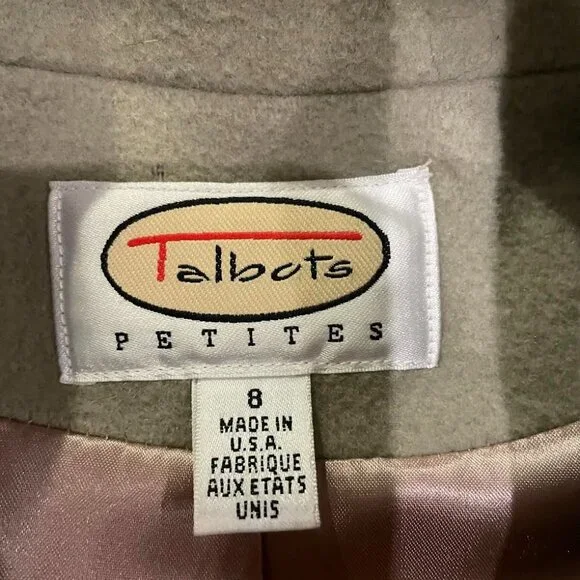 Talbots
PETITES
8
MADE IN
U.S.A.
FABRIQUE
AUX ETATS
UNIS